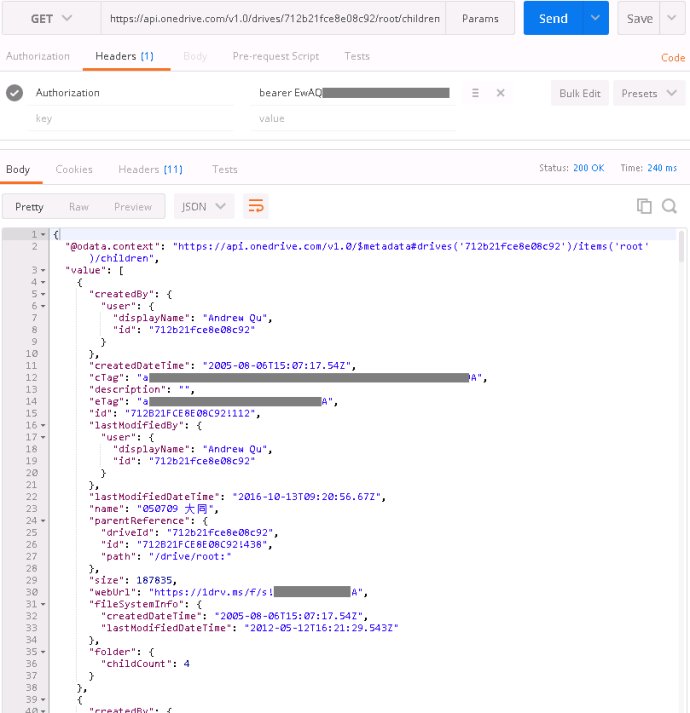 GET https://api.onedrive.com/v1.0/drives/712b21fce8e08c92/root/children Params Send Save
Authorization Headers (1) Body Pre-request Script Tests Code
Authorization bearer EwAQ Bulk Edit Presets
key value
Body Cookies Headers (11) Tests Status: 200 OK Time: 240 ms
Pretty Raw Preview JSON
1 {
2 "@odata.context": "https://api.onedrive.com/v1.0/$metadata#drives('712b21fce8e08c92')/items('root'
)/children",
3 "value": [
4 {
5 "createdBy": {
6 "user": {
7 "displayName": "Andrew Qu",
8 "id": "712b21fce8e08c92"
9 }
10 },
11 "createdDateTime": "2005-08-06T15:07:17.54Z",
12 "cTag": "a 0A",
13 "description": "",
14 "eTag": "a A",
15 "id": "712B21FCE8E08C92!112",
16 "lastModifiedBy": {
17 "user": {
18 "displayName": "Andrew Qu",
19 "id": "712b21fce8e08c92"
20 }
21 },
22 "lastModifiedDateTime": "2016-10-13T09:20:56.67Z",
23 "name": "050709 大同",
24 "parentReference": {
25 "driveId": "712b21fce8e08c92",
26 "id": "712B21FCE8E08C92!438",
27 "path": "/drive/root:"
28 },
29 "size": 187835,
30 "webUrl": "https://1drv.ms/f/s! A",
31 "fileSystemInfo": {
32 "createdDateTime": "2005-08-06T15:07:17.54Z",
33 "lastModifiedDateTime": "2012-05-12T16:21:29.543Z"
34 },
35 "folder": {
36 "childCount": 4
37 }
38 },
39 {
40 "createdBy": {